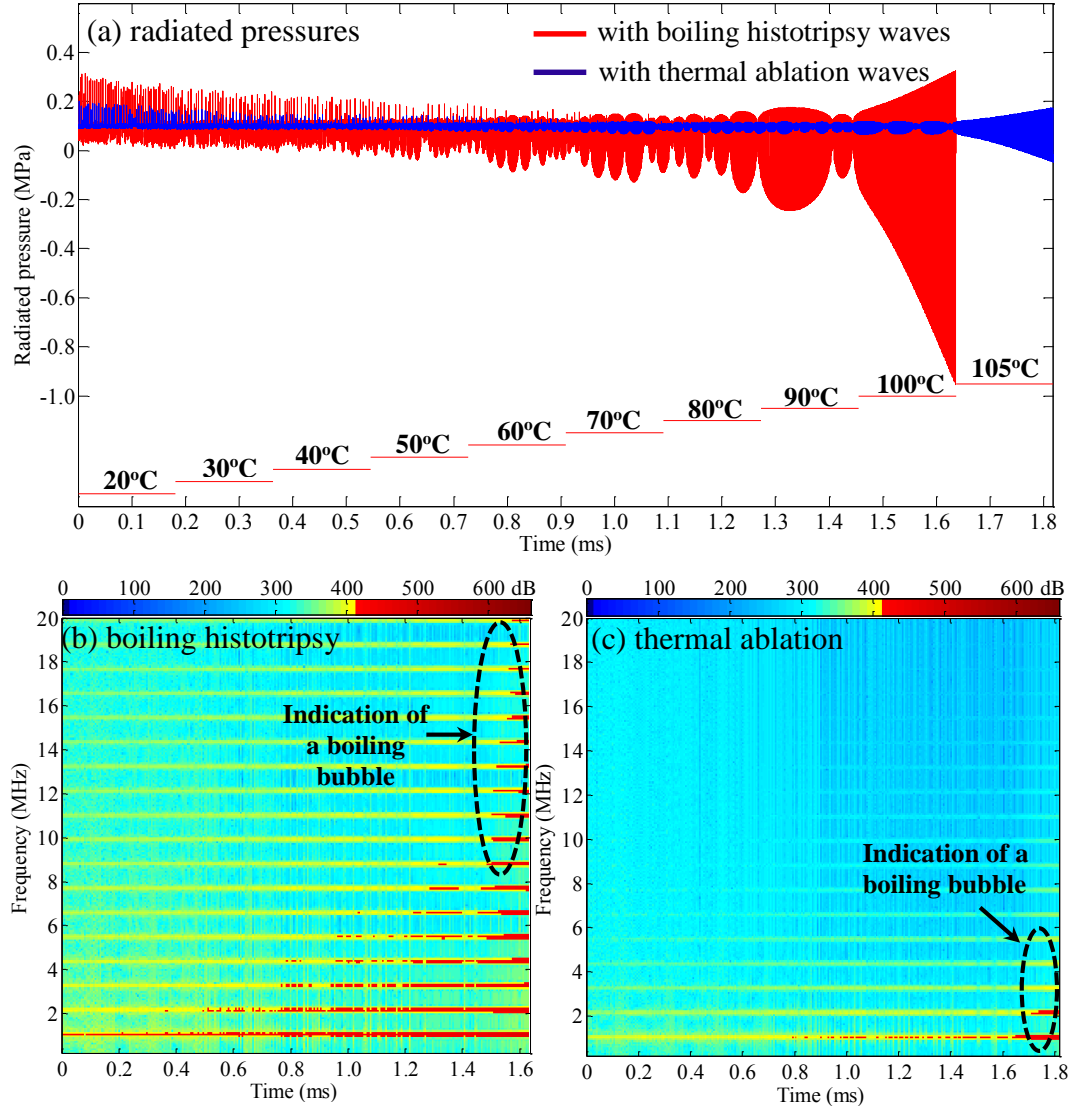 (a) radiated pressures
with boiling histotripsy waves
with thermal ablation waves
Radiated pressure (MPa)
0.4
0.2
0
-0.2
-0.4
-0.6
-0.8
-1.0
20°C
30°C
40°C
50°C
60°C
70°C
80°C
90°C
100°C
105°C
0 0.1 0.2 0.3 0.4 0.5 0.6 0.7 0.8 0.9 1.0 1.1 1.2 1.3 1.4 1.5 1.6 1.7 1.8
Time (ms)
0 100 200 300 400 500 600 dB
(b) boiling histotripsy
Indication of
a boiling
bubble
Frequency (MHz)
20
18
16
14
12
10
8
6
4
2
0 0.2 0.4 0.6 0.8 1.0 1.2 1.4 1.6
Time (ms)
0 100 200 300 400 500 600 dB
(c) thermal ablation
Indication of a
boiling bubble
Frequency (MHz)
20
18
16
14
12
10
8
6
4
2
0 0.2 0.4 0.6 0.8 1.0 1.2 1.4 1.6 1.8
Time (ms)